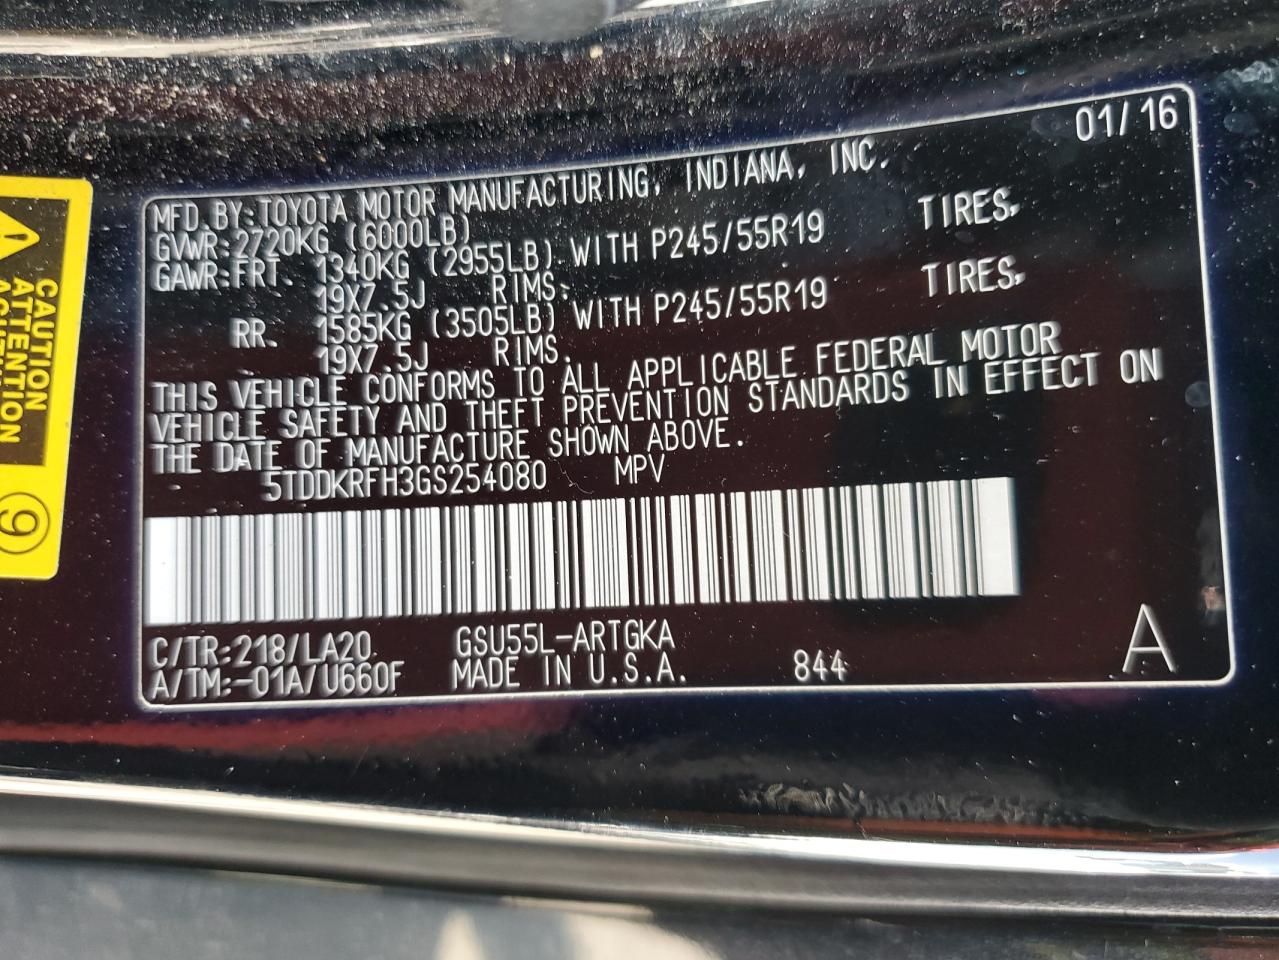 01/16
MFD.BY:TOYOTA MOTOR MANUFACTURING, INDIANA, INC.
GVWR:2720KG (6000LB)
GAWR:FRT. 1340KG (2955LB) WITH P245/55R19 TIRES,
19X7.5J RIMS.
RR. 1585KG (3505LB) WITH P245/55R19 TIRES,
19X7.5J RIMS.
THIS VEHICLE CONFORMS TO ALL APPLICABLE FEDERAL MOTOR
VEHICLE SAFETY AND THEFT PREVENTION STANDARDS IN EFFECT ON
THE DATE OF MANUFACTURE SHOWN ABOVE.
5TDDKRFH3GS254080 MPV
C/TR:218/LA20 GSU55L-ARTGKA
A/TM:-01A/U660F MADE IN U.S.A. 844 A
CAUTION
ATTENTION
ACHTUNG
9